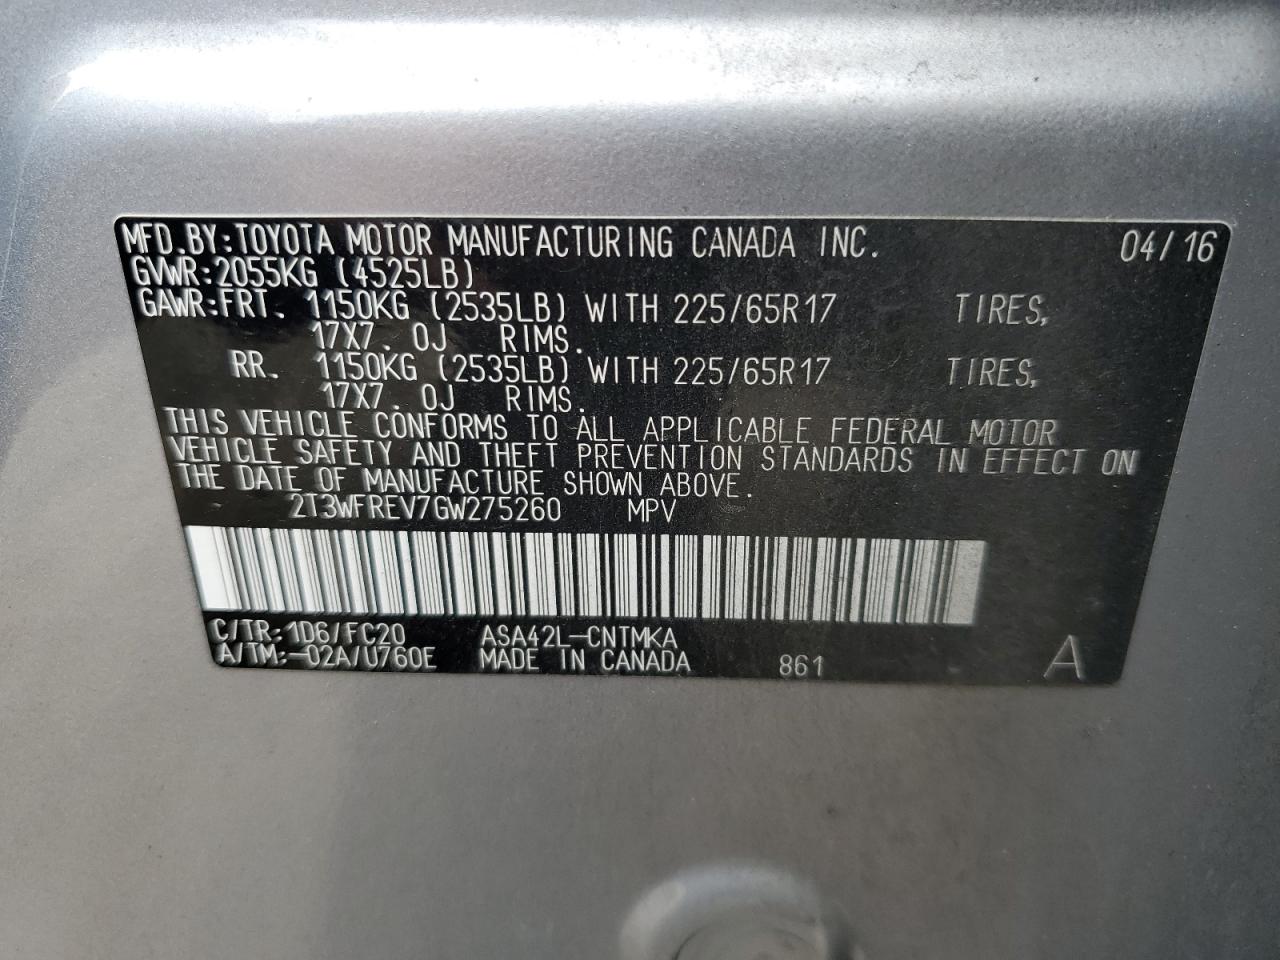 MFD.BY:TOYOTA MOTOR MANUFACTURING CANADA INC. 04/16
GVWR:2055KG (4525LB)
GAWR:FRT. 1150KG (2535LB) WITH 225/65R17 TIRES,
17X7.0J RIMS.
RR. 1150KG (2535LB) WITH 225/65R17 TIRES,
17X7.0J RIMS.
THIS VEHICLE CONFORMS TO ALL APPLICABLE FEDERAL MOTOR
VEHICLE SAFETY AND THEFT PREVENTION STANDARDS IN EFFECT ON
THE DATE OF MANUFACTURE SHOWN ABOVE.
2T3WFREV7GW275260 MPV
C/TR:1D6/FC20 ASA42L-CNTMKA
A/TM:-02A/U760E MADE IN CANADA 861 A